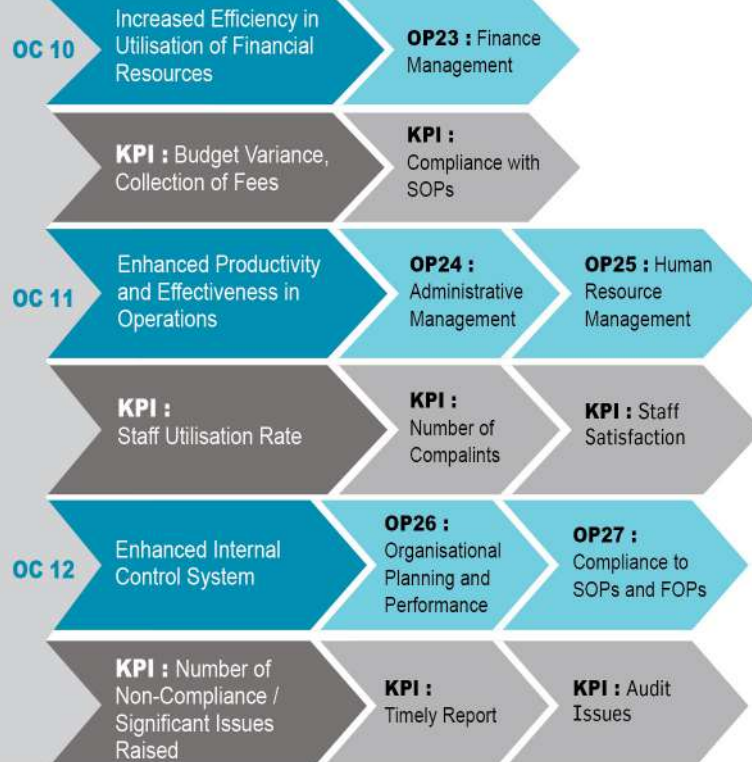 OC 10
Increased Efficiency in
Utilisation of Financial
Resources
OP23 : Finance
Management
KPI : Budget Variance,
Collection of Fees
KPI :
Compliance with
SOPs
OC 11
Enhanced Productivity
and Effectiveness in
Operations
OP24 :
Administrative
Management
OP25 : Human
Resource
Management
KPI :
Staff Utilisation Rate
KPI :
Number of
Compalints
KPI : Staff
Satisfaction
OC 12
Enhanced Internal
Control System
OP26 :
Organisational
Planning and
Performance
OP27 :
Compliance to
SOPs and FOPs
KPI : Number of
Non-Compliance /
Significant Issues
Raised
KPI :
Timely Report
KPI : Audit
Issues